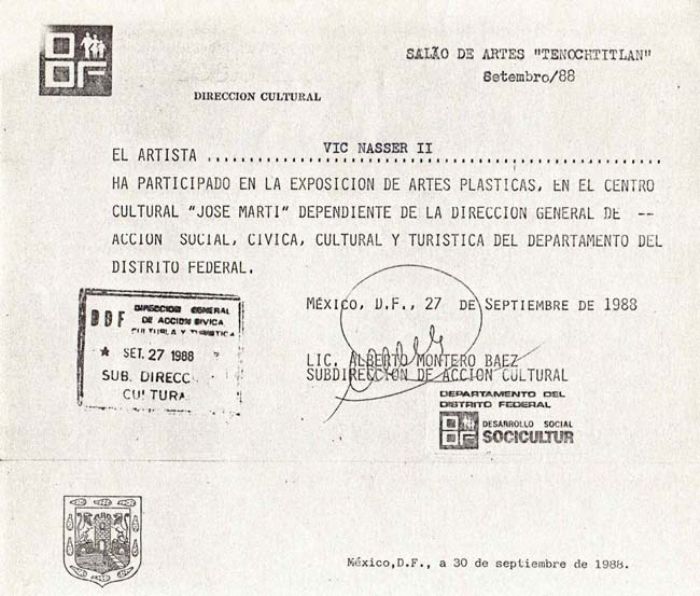 DDF
SALÃO DE ARTES "TENOCHTITLAN"
Setembro/88
DIRECCION CULTURAL
EL ARTISTA .......... VIC NASSER II ..........
HA PARTICIPADO EN LA EXPOSICION DE ARTES PLASTICAS, EN EL CENTRO
CULTURAL "JOSE MARTI" DEPENDIENTE DE LA DIRECCION GENERAL DE --
ACCION SOCIAL, CIVICA, CULTURAL Y TURISTICA DEL DEPARTAMENTO DEL
DISTRITO FEDERAL.
MÉXICO, D.F., 27 DE SEPTIEMBRE DE 1988
DDF
DIRECCION GENERAL
DE ACCION CIVICA
CULTURAL Y TURISTICA
* SET. 27 1988 *
SUB. DIRECC
CULTURA
LIC. ALBERTO MONTERO BAEZ
SUBDIRECCION DE ACCION CULTURAL
DEPARTAMENTO DEL
DISTRITO FEDERAL
DDF
DESARROLLO SOCIAL
SOCICULTUR
México,D.F., a 30 de septiembre de 1988.